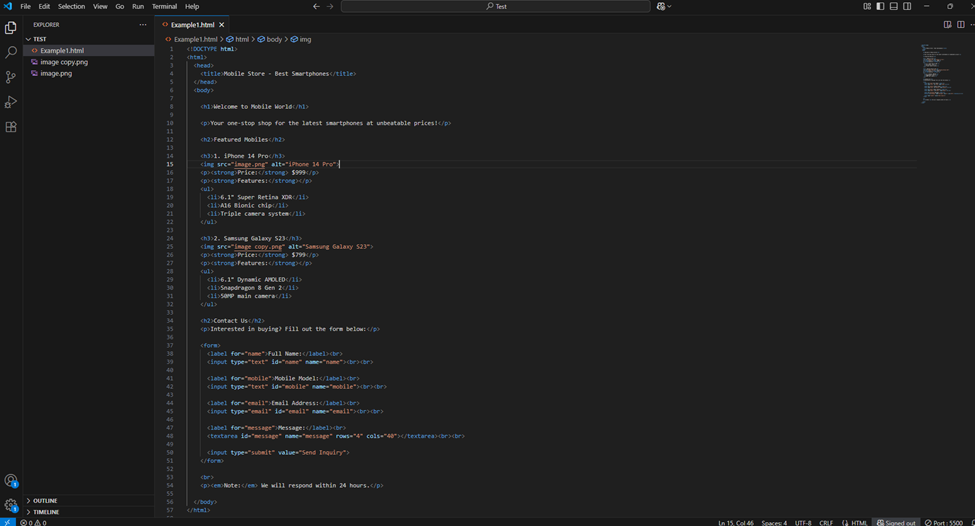 File Edit Selection View Go Run Terminal Help
Test
EXPLORER
TEST
Example1.html
image copy.png
image.png
OUTLINE
TIMELINE
Example1.html
Example1.html > html > body > img
1 <!DOCTYPE html>
2 <html>
3 <head>
4 <title>Mobile Store - Best Smartphones</title>
5 </head>
6 <body>
7
8 <h1>Welcome to Mobile World</h1>
9
10 <p>Your one-stop shop for the latest smartphones at unbeatable prices!</p>
11
12 <h2>Featured Mobiles</h2>
13
14 <h3>1. iPhone 14 Pro</h3>
15 <img src="image.png" alt="iPhone 14 Pro">
16 <p><strong>Price:</strong> $999</p>
17 <p><strong>Features:</strong></p>
18 <ul>
19 <li>6.1" Super Retina XDR</li>
20 <li>A16 Bionic chip</li>
21 <li>Triple camera system</li>
22 </ul>
23
24 <h3>2. Samsung Galaxy S23</h3>
25 <img src="image copy.png" alt="Samsung Galaxy S23">
26 <p><strong>Price:</strong> $799</p>
27 <p><strong>Features:</strong></p>
28 <ul>
29 <li>6.1" Dynamic AMOLED</li>
30 <li>Snapdragon 8 Gen 2</li>
31 <li>50MP main camera</li>
32 </ul>
33
34 <h2>Contact Us</h2>
35 <p>Interested in buying? Fill out the form below:</p>
36
37 <form>
38 <label for="name">Full Name:</label><br>
39 <input type="text" id="name" name="name"><br><br>
40
41 <label for="mobile">Mobile Model:</label><br>
42 <input type="text" id="mobile" name="mobile"><br><br>
43
44 <label for="email">Email Address:</label><br>
45 <input type="email" id="email" name="email"><br><br>
46
47 <label for="message">Message:</label><br>
48 <textarea id="message" name="message" rows="4" cols="40"></textarea><br><br>
49
50 <input type="submit" value="Send Inquiry">
51 </form>
52
53 <br>
54 <p><em>Note:</em> We will respond within 24 hours.</p>
55
56 </body>
57 </html>
0 0 Ln 15, Col 46 Spaces: 4 UTF-8 CRLF HTML Signed out Port : 5500